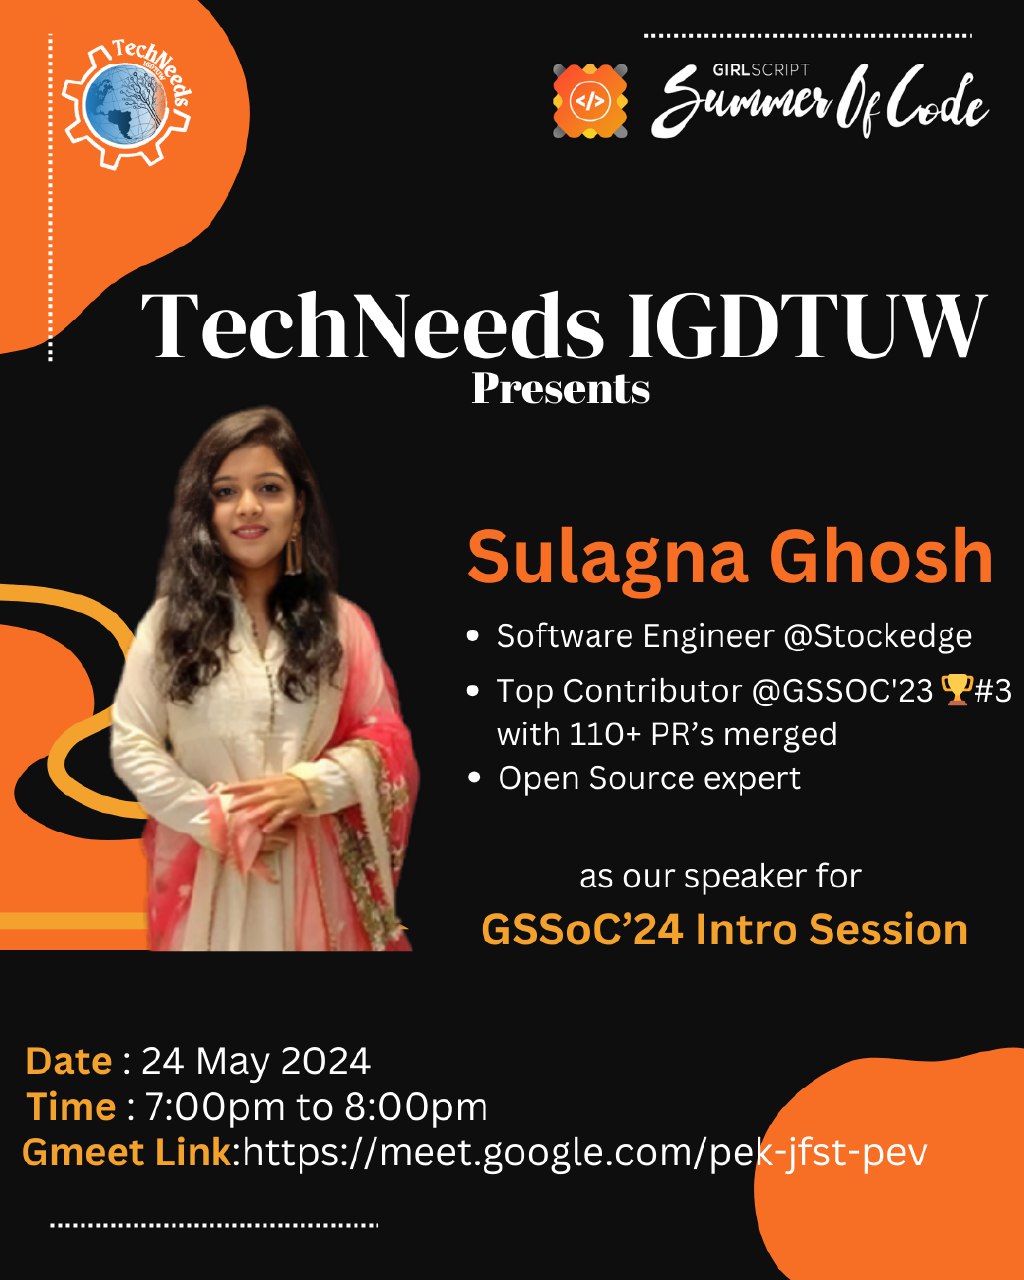 TechNeeds
IGDTUW
GIRLSCRIPT
Summer Of Code
</>
TechNeeds IGDTUW
Presents
Sulagna Ghosh
• Software Engineer @Stockedge
• Top Contributor @GSSOC'23 🏆#3
with 110+ PR’s merged
• Open Source expert
as our speaker for
GSSoC’24 Intro Session
Date : 24 May 2024
Time : 7:00pm to 8:00pm
Gmeet Link:https://meet.google.com/pek-jfst-pev